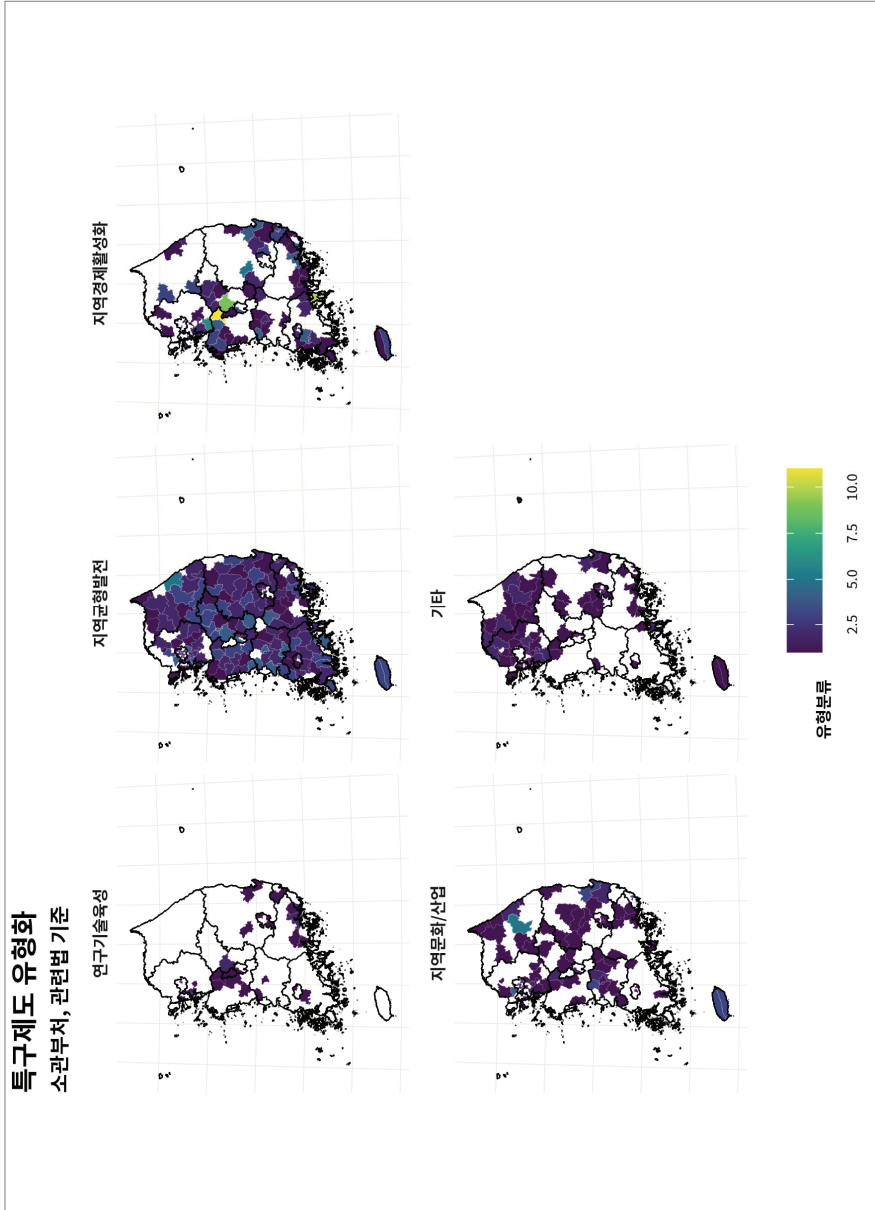 특구제도 유형화
소관부처, 관련법 기준
연구기술육성
지역균형발전
지역경제활성화
지역문화/산업
기타
유형분류
2.5
5.0
7.5
10.0